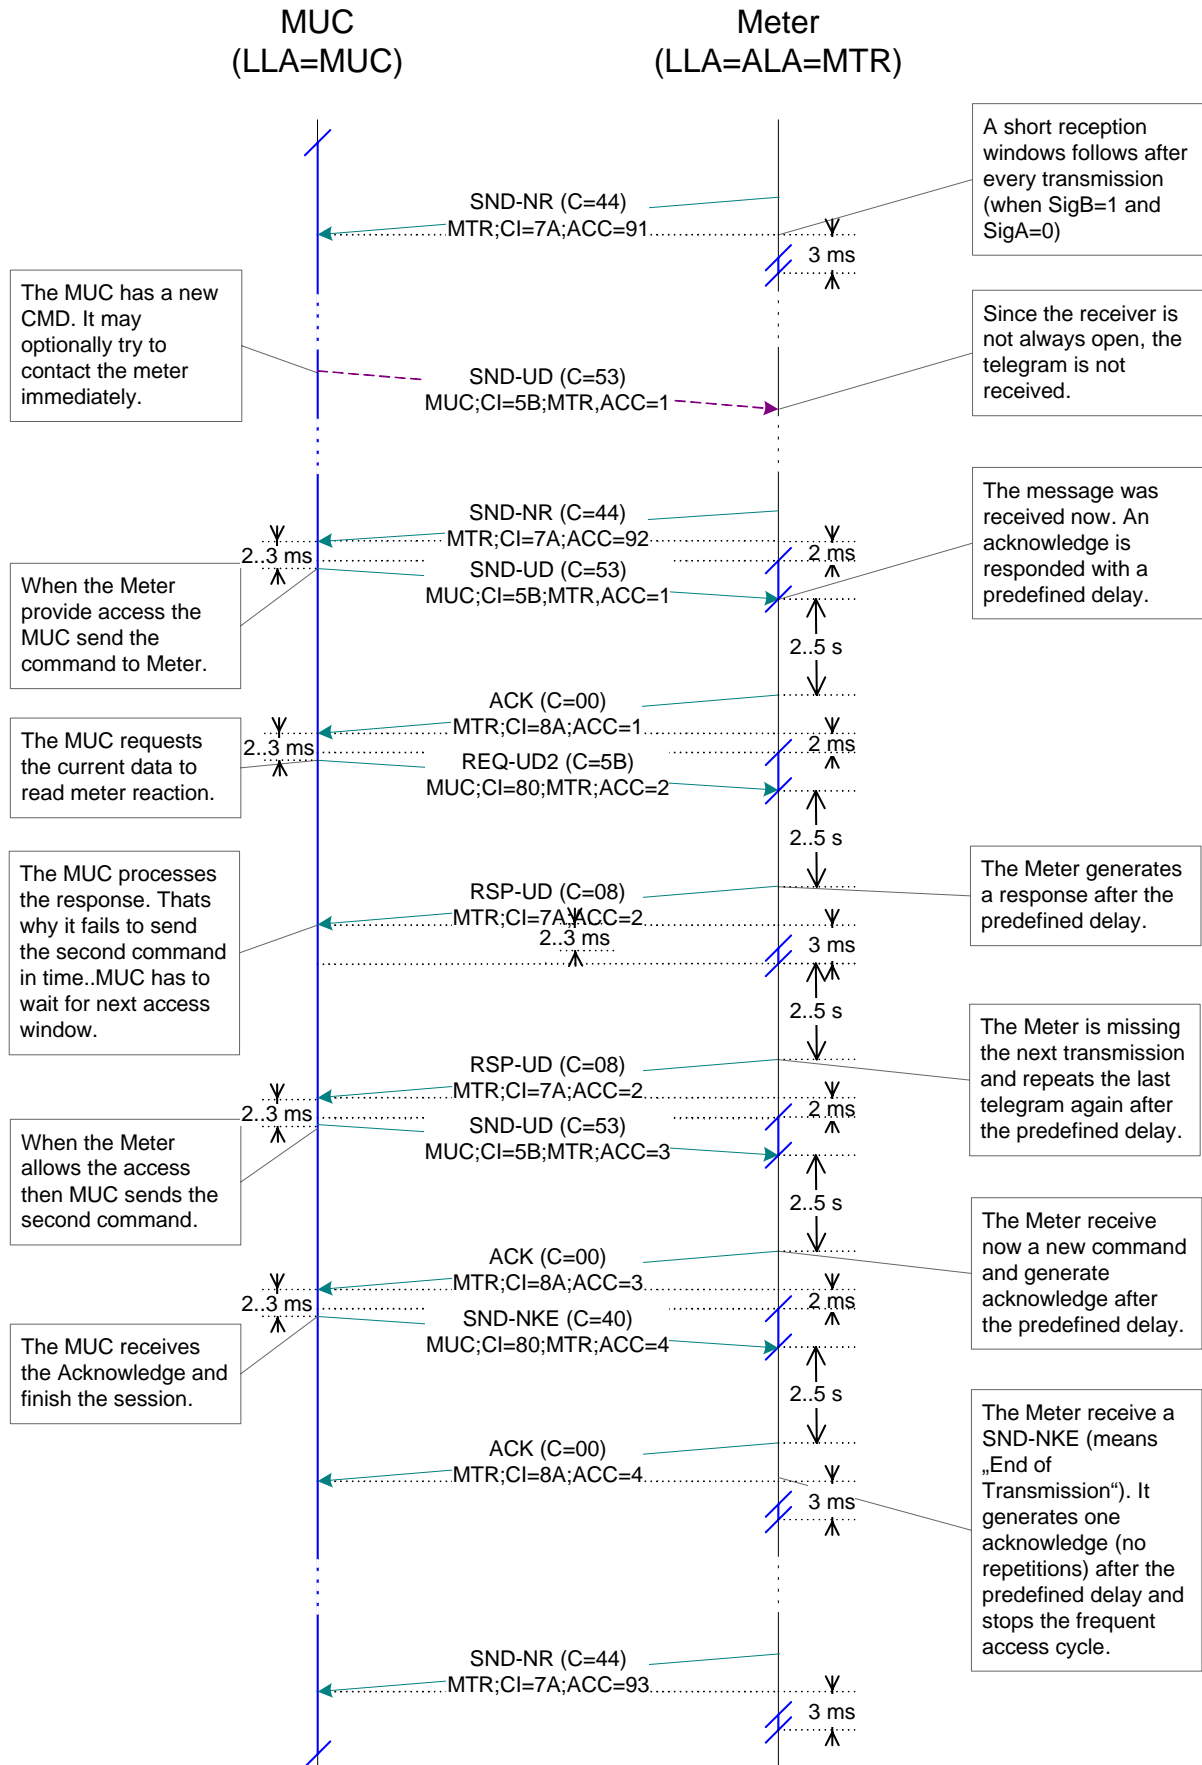 MUC
(LLA=MUC)
Meter
(LLA=ALA=MTR)
A short reception
windows follows after
every transmission
(when SigB=1 and
SigA=0)
SND-NR (C=44)
MTR;CI=7A;ACC=91
3 ms
The MUC has a new
CMD. It may
optionally try to
contact the meter
immediately.
Since the receiver is
not always open, the
telegram is not
received.
SND-UD (C=53)
MUC;CI=5B;MTR,ACC=1
The message was
received now. An
acknowledge is
responded with a
predefined delay.
SND-NR (C=44)
MTR;CI=7A;ACC=92
2..3 ms
2 ms
SND-UD (C=53)
MUC;CI=5B;MTR,ACC=1
When the Meter
provide access the
MUC send the
command to Meter.
2..5 s
ACK (C=00)
MTR;CI=8A;ACC=1
2..3 ms
2 ms
The MUC requests
the current data to
read meter reaction.
REQ-UD2 (C=5B)
MUC;CI=80;MTR;ACC=2
2..5 s
The MUC processes
the response. Thats
why it fails to send
the second command
in time..MUC has to
wait for next access
window.
RSP-UD (C=08)
MTR;CI=7A;ACC=2
2..3 ms
3 ms
The Meter generates
a response after the
predefined delay.
2..5 s
The Meter is missing
the next transmission
and repeats the last
telegram again after
the predefined delay.
RSP-UD (C=08)
MTR;CI=7A;ACC=2
2..3 ms
2 ms
SND-UD (C=53)
MUC;CI=5B;MTR;ACC=3
When the Meter
allows the access
then MUC sends the
second command.
2..5 s
The Meter receive
now a new command
and generate
acknowledge after
the predefined delay.
ACK (C=00)
MTR;CI=8A;ACC=3
2..3 ms
2 ms
SND-NKE (C=40)
MUC;CI=80;MTR;ACC=4
The MUC receives
the Acknowledge and
finish the session.
2..5 s
The Meter receive a
SND-NKE (means
„End of
Transmission“). It
generates one
acknowledge (no
repetitions) after the
predefined delay and
stops the frequent
access cycle.
ACK (C=00)
MTR;CI=8A;ACC=4
3 ms
SND-NR (C=44)
MTR;CI=7A;ACC=93
3 ms